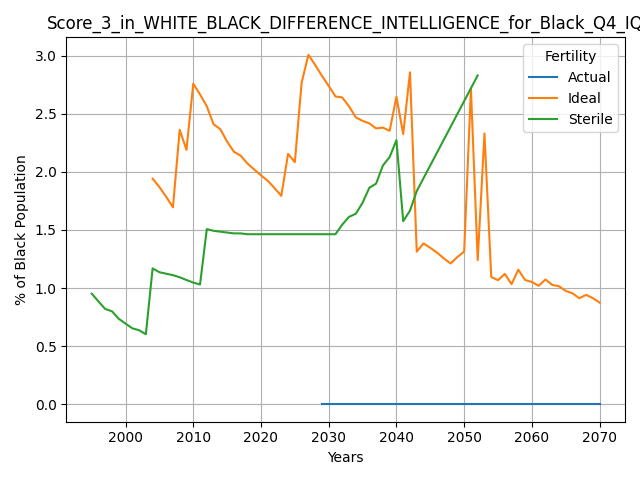 Score_3_in_WHITE_BLACK_DIFFERENCE_INTELLIGENCE_for_Black_Q4_IQ
Fertility
Actual
Ideal
Sterile
% of Black Population
3.0
2.5
2.0
1.5
1.0
0.5
0.0
2000 2010 2020 2030 2040 2050 2060 2070
Years